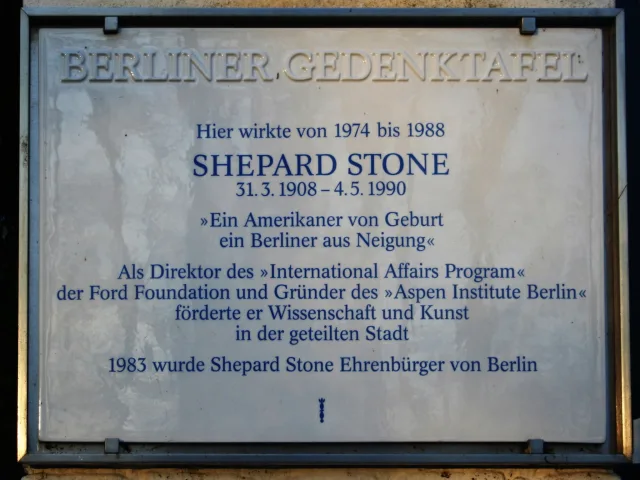 BERLINER GEDENKTAFEL
Hier wirkte von 1974 bis 1988
SHEPARD STONE
31.3.1908 – 4.5.1990
»Ein Amerikaner von Geburt
ein Berliner aus Neigung«
Als Direktor des »International Affairs Program«
der Ford Foundation und Gründer des »Aspen Institute Berlin«
förderte er Wissenschaft und Kunst
in der geteilten Stadt
1983 wurde Shepard Stone Ehrenbürger von Berlin